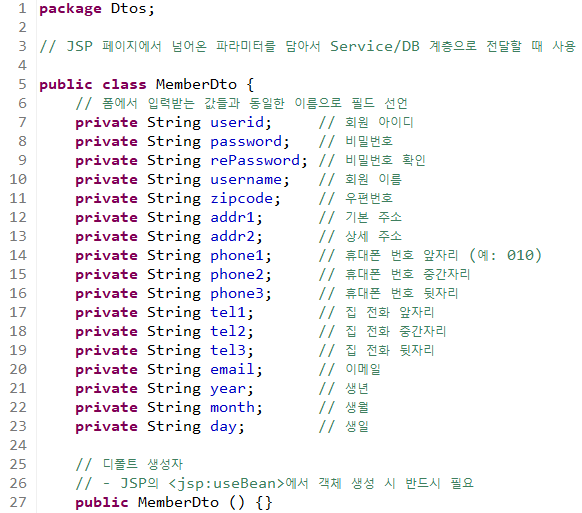 1 package Dtos;
2
3 // JSP 페이지에서 넘어온 파라미터를 담아서 Service/DB 계층으로 전달할 때 사용
4
5 public class MemberDto {
6     // 폼에서 입력받는 값들과 동일한 이름으로 필드 선언
7     private String userid;     // 회원 아이디
8     private String password;   // 비밀번호
9     private String rePassword; // 비밀번호 확인
10     private String username;   // 회원 이름
11     private String zipcode;    // 우편번호
12     private String addr1;      // 기본 주소
13     private String addr2;      // 상세 주소
14     private String phone1;     // 휴대폰 번호 앞자리 (예: 010)
15     private String phone2;     // 휴대폰 번호 중간자리
16     private String phone3;     // 휴대폰 번호 뒷자리
17     private String tel1;       // 집 전화 앞자리
18     private String tel2;       // 집 전화 중간자리
19     private String tel3;       // 집 전화 뒷자리
20     private String email;      // 이메일
21     private String year;       // 생년
22     private String month;      // 생월
23     private String day;        // 생일
24
25     // 디폴트 생성자
26     // - JSP의 <jsp:useBean>에서 객체 생성 시 반드시 필요
27     public MemberDto () {}